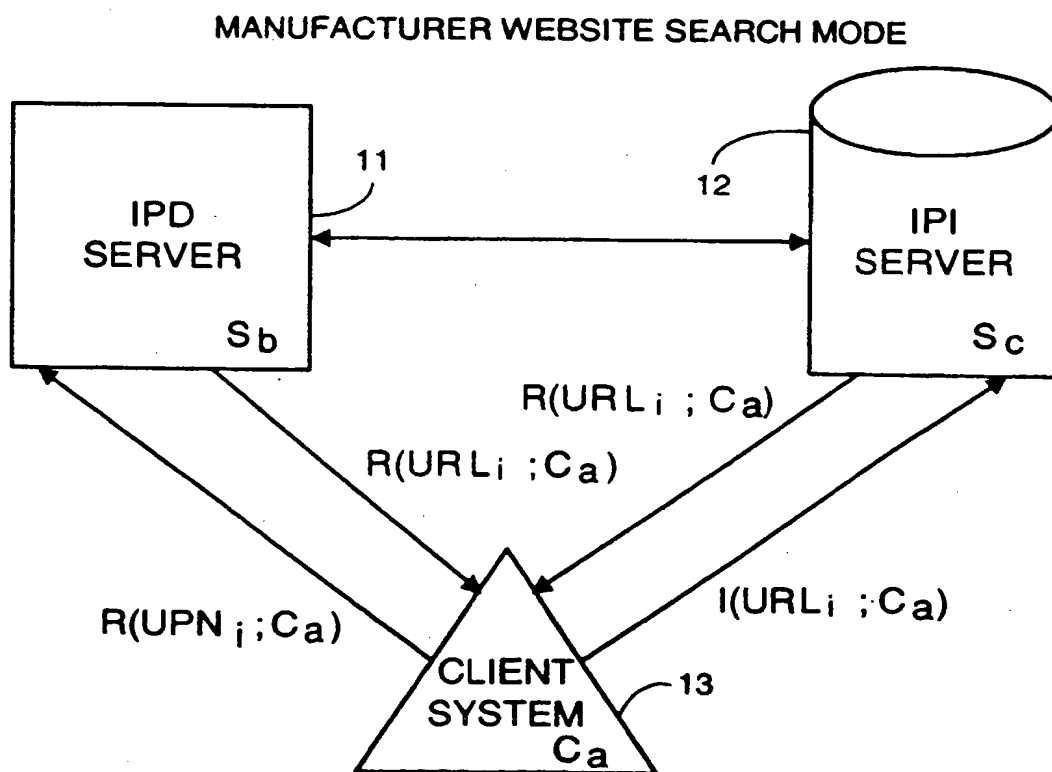 MANUFACTURER WEBSITE SEARCH MODE
11
12
IPD
SERVER
Sb
IPI
SERVER
Sc
R(URLi ;Ca)
R(URLi ;Ca)
R(UPNi ;Ca)
I(URLi ;Ca)
CLIENT
SYSTEM
Ca
13